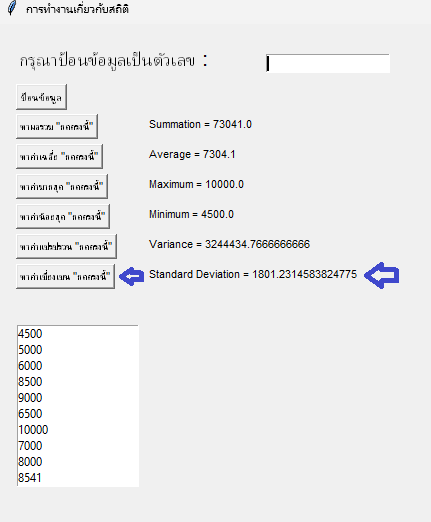 การทำงานเกี่ยวกับสถิติ
กรุณาป้อนข้อมูลเป็นตัวเลข :
ป้อนข้อมูล
หาผลรวม "กดตรงนี้" Summation = 73041.0
หาค่าเฉลี่ย "กดตรงนี้" Average = 7304.1
หาค่ามากสุด "กดตรงนี้" Maximum = 10000.0
หาค่าน้อยสุด "กดตรงนี้" Minimum = 4500.0
หาค่าแปรปรวน "กดตรงนี้" Variance = 3244434.7666666666
หาค่าเบี่ยงเบน "กดตรงนี้" Standard Deviation = 1801.2314583824775
4500
5000
6000
8500
9000
6500
10000
7000
8000
8541